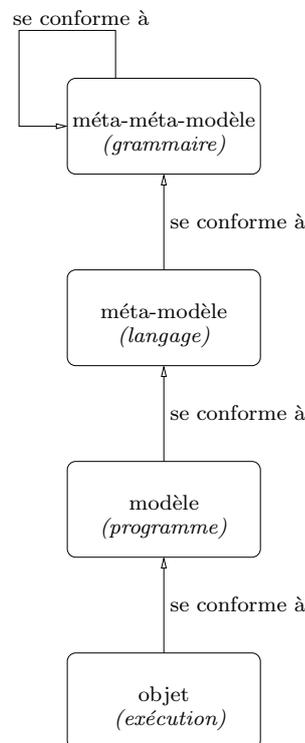 se conforme à
méta-méta-modèle
(grammaire)
se conforme à
méta-modèle
(langage)
se conforme à
modèle
(programme)
se conforme à
objet
(exécution)